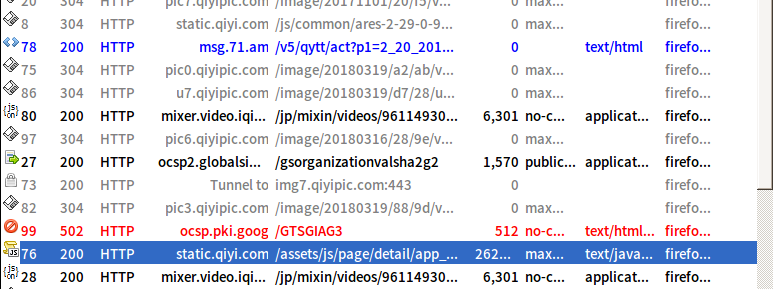 20 304 HTTP pic7.qiyipic.com /image/20171101/20/f5/v... 0 max... firefo...
8 304 HTTP static.qiyi.com /js/common/ares-2-29-0-9... 0 max... firefo...
78 200 HTTP msg.71.am /v5/qytt/act?p1=2_20_201... 0 text/html firefo...
75 304 HTTP pic0.qiyipic.com /image/20180319/a2/ab/v... 0 max... firefo...
86 304 HTTP u7.qiyipic.com /image/20180319/d7/28/u... 0 max... firefo...
80 200 HTTP mixer.video.iqi... /jp/mixin/videos/96114930... 6,301 no-c... applicat... firefo...
97 304 HTTP pic6.qiyipic.com /image/20180316/28/9e/v... 0 max... firefo...
27 200 HTTP ocsp2.globalsi... /gsorganizationvalsha2g2 1,570 public... applicat... firefo...
73 200 HTTP Tunnel to img7.qiyipic.com:443 0 firefo...
82 304 HTTP pic3.qiyipic.com /image/20180319/88/9d/v... 0 max... firefo...
99 502 HTTP ocsp.pki.goog /GTSGIAG3 512 no-c... text/html... firefo...
76 200 HTTP static.qiyi.com /assets/js/page/detail/app_... 262... max... text/java... firefo...
28 200 HTTP mixer.video.iqi... /jp/mixin/videos/96114930... 6,301 no-c... applicat... firefo...